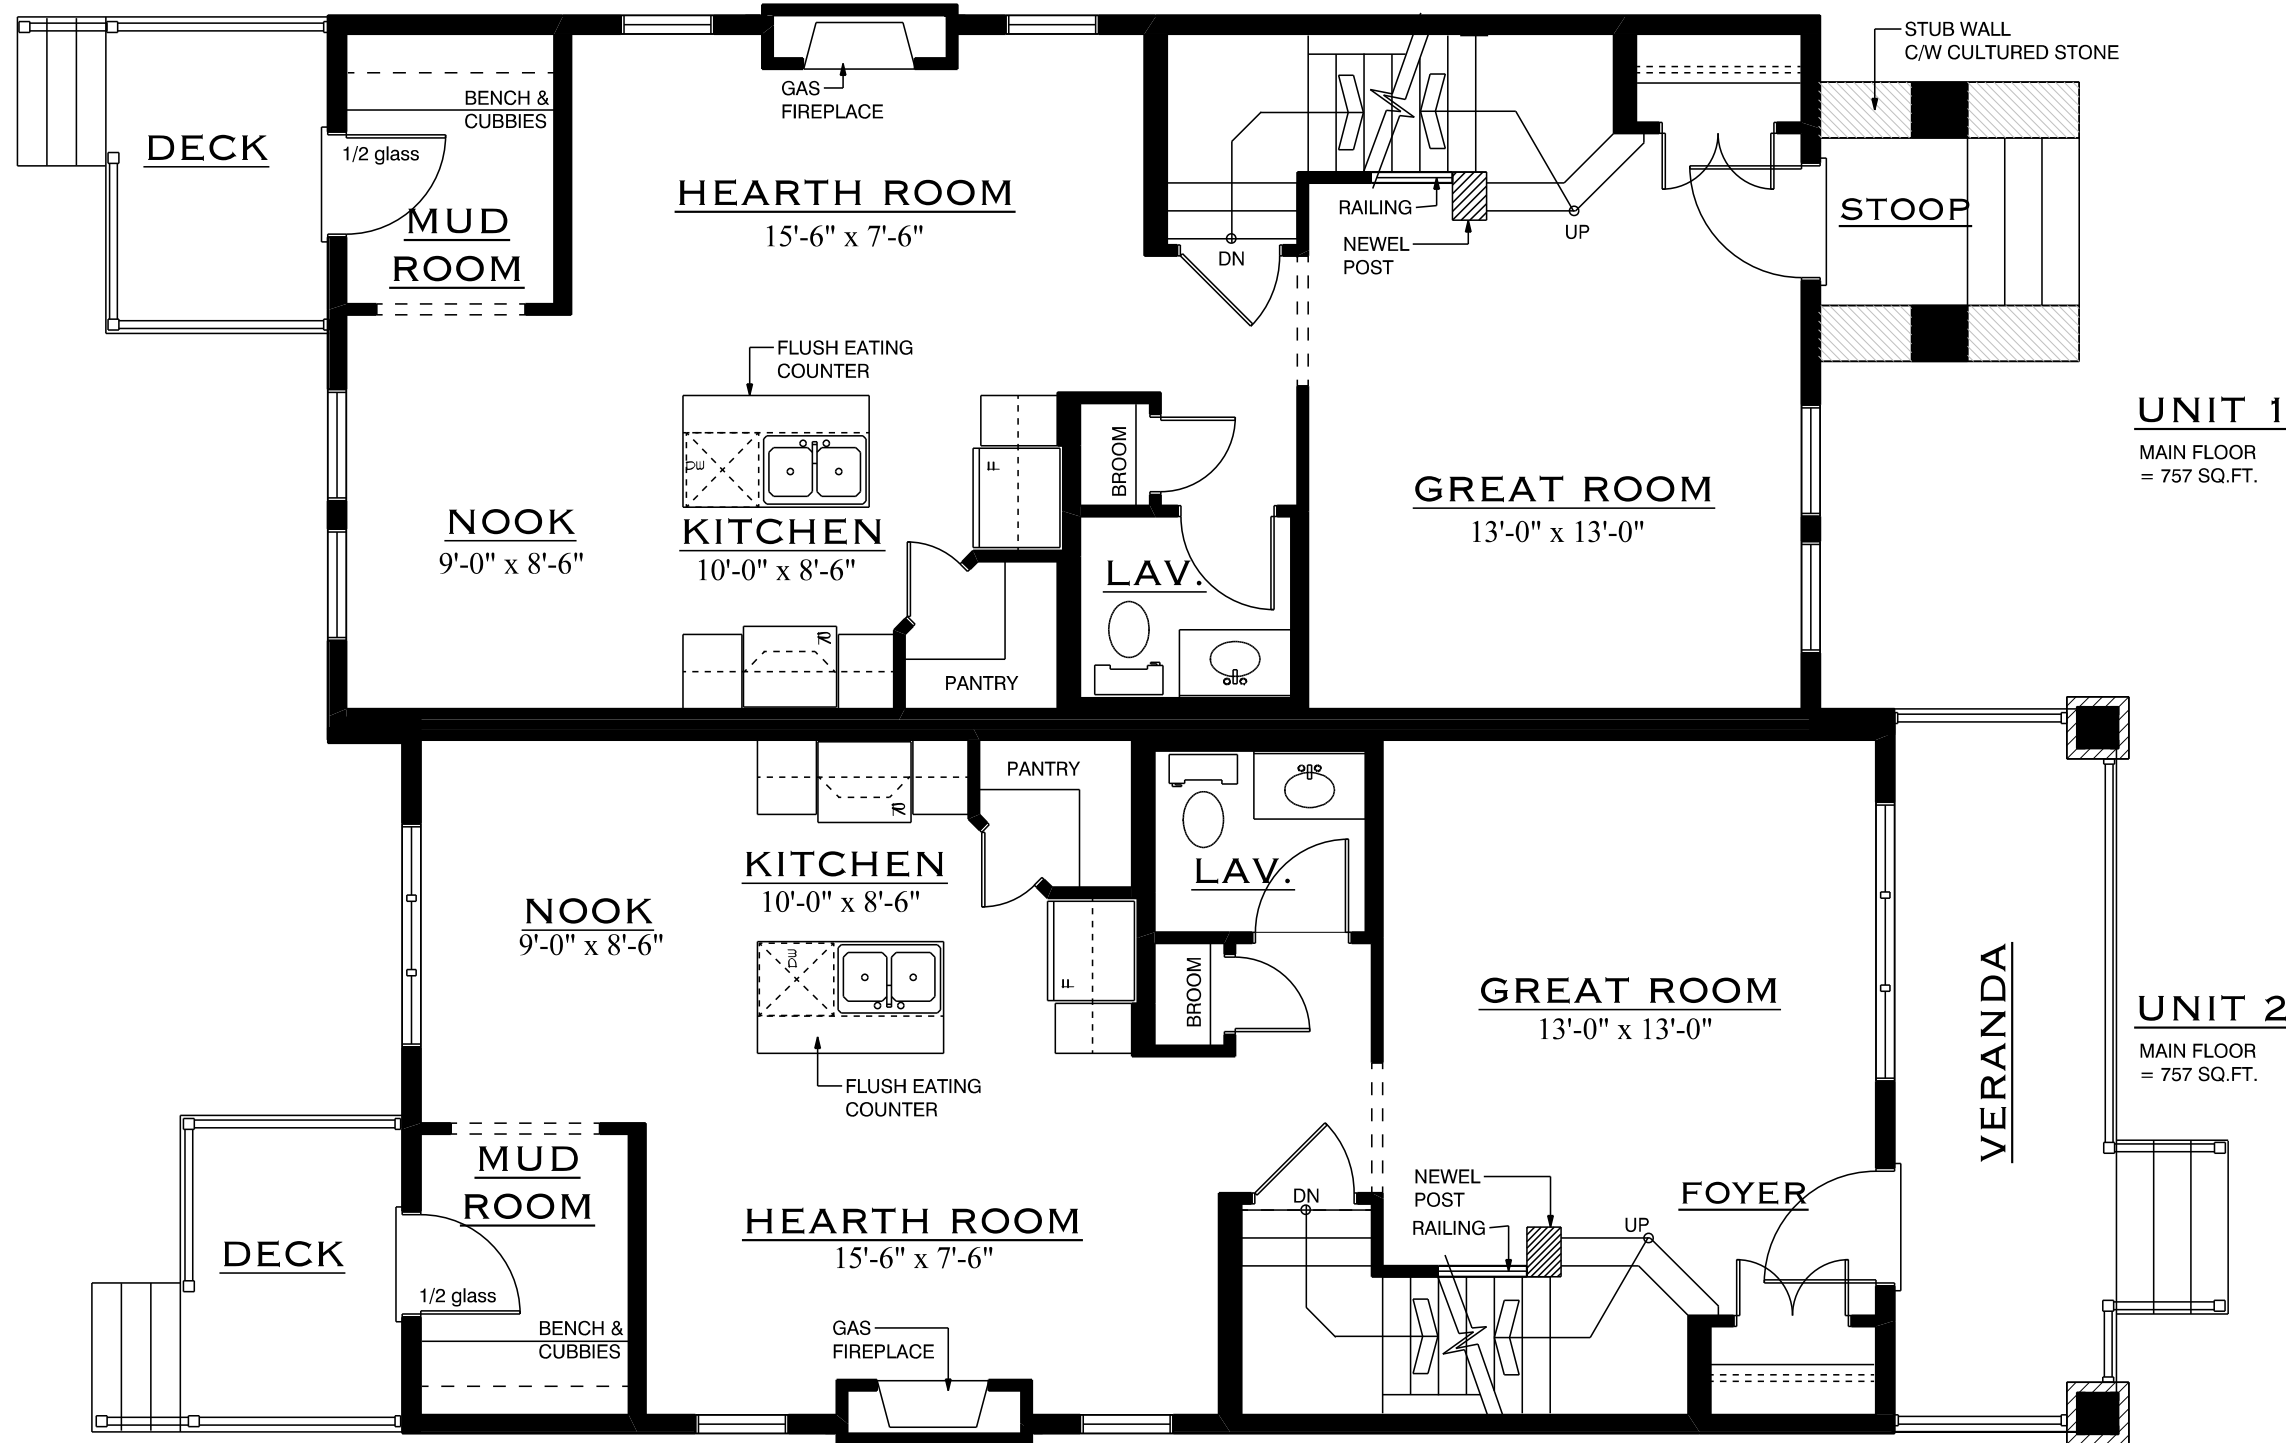 STUB WALL
C/W CULTURED STONE
BENCH &
CUBBIES
GAS
FIREPLACE
DECK
1/2 glass
MUD
ROOM
HEARTH ROOM
15'-6" x 7'-6"
RAILING
NEWEL
POST
UP
DN
STOOP
FLUSH EATING
COUNTER
UNIT 1
MAIN FLOOR
= 757 SQ.FT.
DW
F
BROOM
GREAT ROOM
13'-0" x 13'-0"
NOOK
9'-0" x 8'-6"
KITCHEN
10'-0" x 8'-6"
LAV.
PANTRY
PANTRY
KITCHEN
10'-0" x 8'-6"
LAV.
NOOK
9'-0" x 8'-6"
DW
F
BROOM
GREAT ROOM
13'-0" x 13'-0"
VERANDA
UNIT 2
MAIN FLOOR
= 757 SQ.FT.
FLUSH EATING
COUNTER
MUD
ROOM
NEWEL
POST
RAILING
DN
UP
FOYER
HEARTH ROOM
15'-6" x 7'-6"
DECK
1/2 glass
BENCH &
CUBBIES
GAS
FIREPLACE